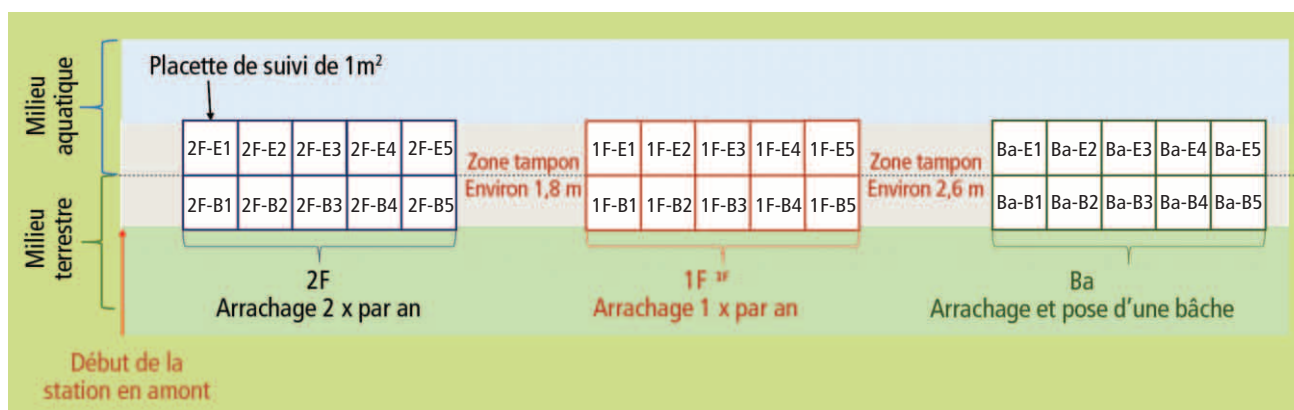 Milieu
aquatique
Milieu
terrestre
Placette de suivi de 1m²
2F-E1 2F-E2 2F-E3 2F-E4 2F-E5
2F-B1 2F-B2 2F-B3 2F-B4 2F-B5
Zone tampon
Environ 1,8 m
1F-E1 1F-E2 1F-E3 1F-E4 1F-E5
1F-B1 1F-B2 1F-B3 1F-B4 1F-B5
Zone tampon
Environ 2,6 m
Ba-E1 Ba-E2 Ba-E3 Ba-E4 Ba-E5
Ba-B1 Ba-B2 Ba-B3 Ba-B4 Ba-B5
2F
Arrachage 2 x par an
1F
Arrachage 1 x par an
Ba
Arrachage et pose d'une bâche
Début de la
station en amont